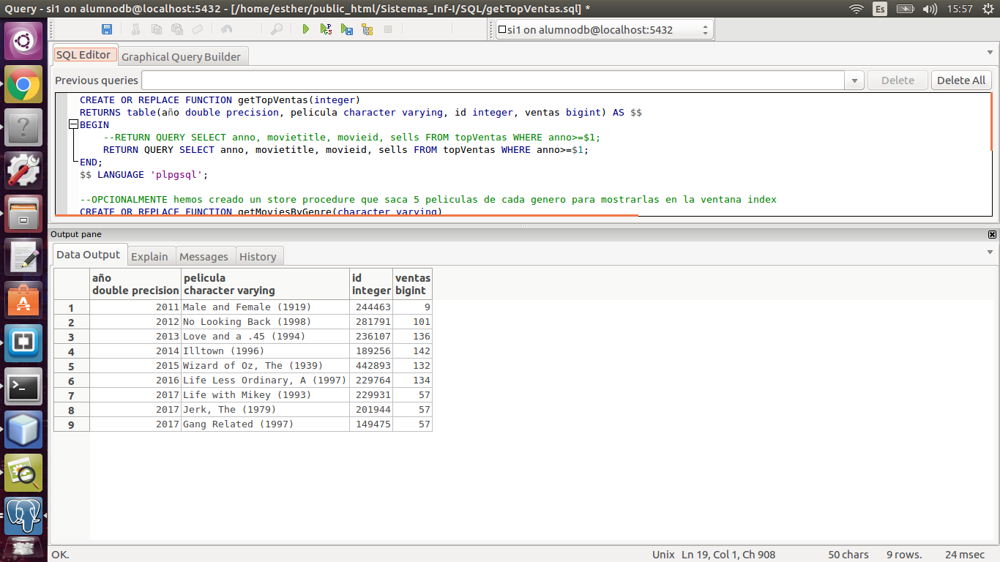 Query - si1 on alumnodb@localhost:5432 - [/home/esther/public_html/Sistemas_Inf-I/SQL/getTopVentas.sql] *
Es
15:57
si1 on alumnodb@localhost:5432
SQL Editor
Graphical Query Builder
Previous queries
Delete
Delete All
CREATE OR REPLACE FUNCTION getTopVentas(integer)
RETURNS table(año double precision, pelicula character varying, id integer, ventas bigint) AS $$
BEGIN
--RETURN QUERY SELECT anno, movietitle, movieid, sells FROM topVentas WHERE anno>=$1;
RETURN QUERY SELECT anno, movietitle, movieid, sells FROM topVentas WHERE anno>=$1;
END;
$$ LANGUAGE 'plpgsql';
--OPCIONALMENTE hemos creado un store procedure que saca 5 peliculas de cada genero para mostrarlas en la ventana index
CREATE OR REPLACE FUNCTION getMoviesByGenre(character varying)
Output pane
Data Output
Explain
Messages
History
año double precision
pelicula character varying
id integer
ventas bigint
1 2011 Male and Female (1919) 244463 9
2 2012 No Looking Back (1998) 281791 101
3 2013 Love and a .45 (1994) 236107 136
4 2014 Illtown (1996) 189256 142
5 2015 Wizard of Oz, The (1939) 442893 132
6 2016 Life Less Ordinary, A (1997) 229764 134
7 2017 Life with Mikey (1993) 229931 57
8 2017 Jerk, The (1979) 201944 57
9 2017 Gang Related (1997) 149475 57
OK.
Unix
Ln 19, Col 1, Ch 908
50 chars
9 rows.
24 msec